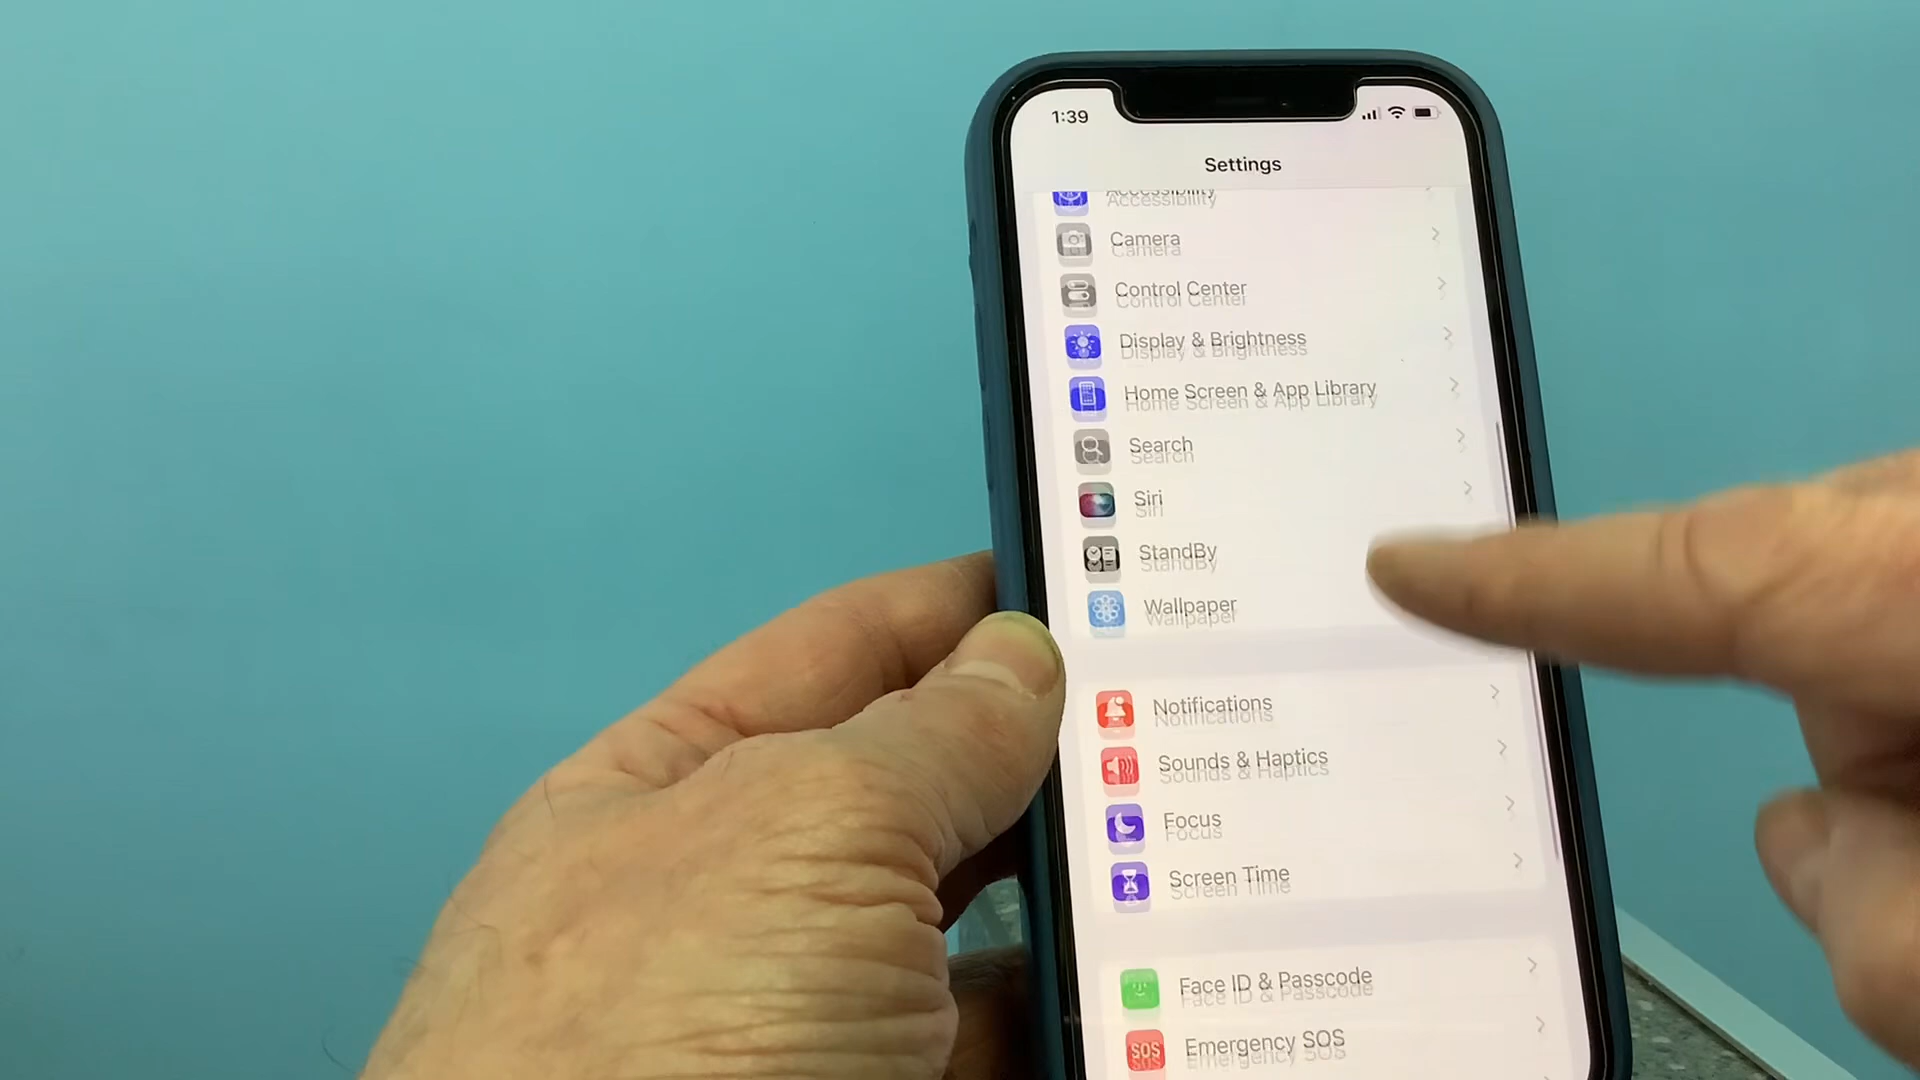 1:39
Settings
Accessibility
Camera
Control Center
Display & Brightness
Home Screen & App Library
Search
Siri
StandBy
Wallpaper
Notifications
Sounds & Haptics
Focus
Screen Time
Face ID & Passcode
SOS Emergency SOS